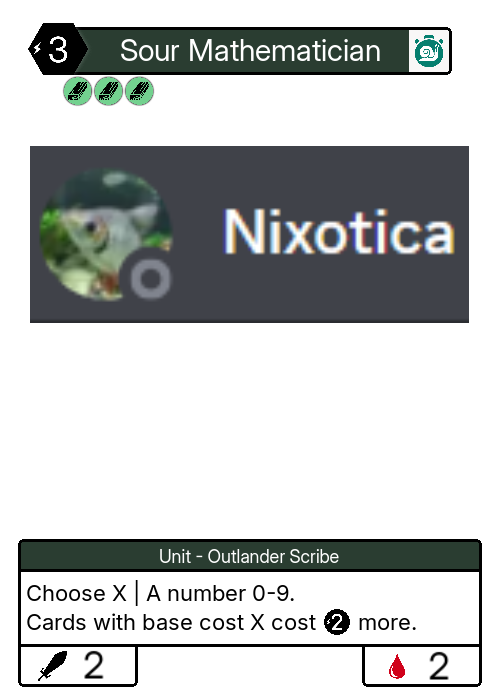 3 Sour Mathematician
Nixotica
Unit - Outlander Scribe
Choose X | A number 0-9.
Cards with base cost X cost 2 more.
2 2